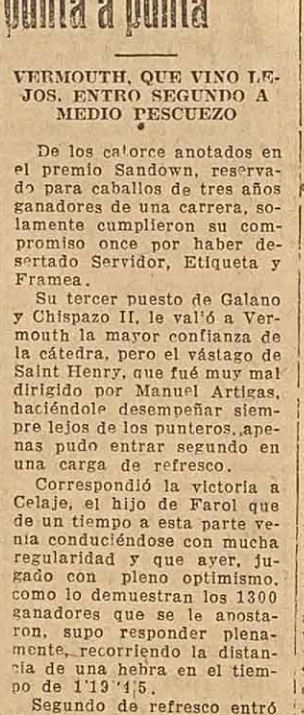 punta a punta
VERMOUTH, QUE VINO LE-
JOS, ENTRO SEGUNDO A
MEDIO PESCUEZO
De los catorce anotados en
el premio Sandown, reserva-
do para caballos de tres años
ganadores de una carrera, so-
lamente cumplieron su com-
promiso once por haber de-
sertado Servidor, Etiqueta y
Framea.
Su tercer puesto de Galano
y Chispazo II, le valió a Ver-
mouth la mayor confianza de
la cátedra, pero el vástago de
Saint Henry, que fué muy mal
dirigido por Manuel Artigas,
haciéndole desempeñar siem-
pre lejos de los punteros, ape-
nas pudo entrar segundo en
una carga de refresco.
Correspondió la victoria a
Celaje, el hijo de Farol que
de un tiempo a esta parte ve-
nía conduciéndose con mucha
regularidad y que ayer, ju-
gado con pleno optimismo,
como lo demuestran los 1300
ganadores que se le aposta-
ron, supo responder plena-
mente, recorriendo la distan-
cia de una hebra en el tiem-
po de 1'19"4|5.
Segundo de refresco entró